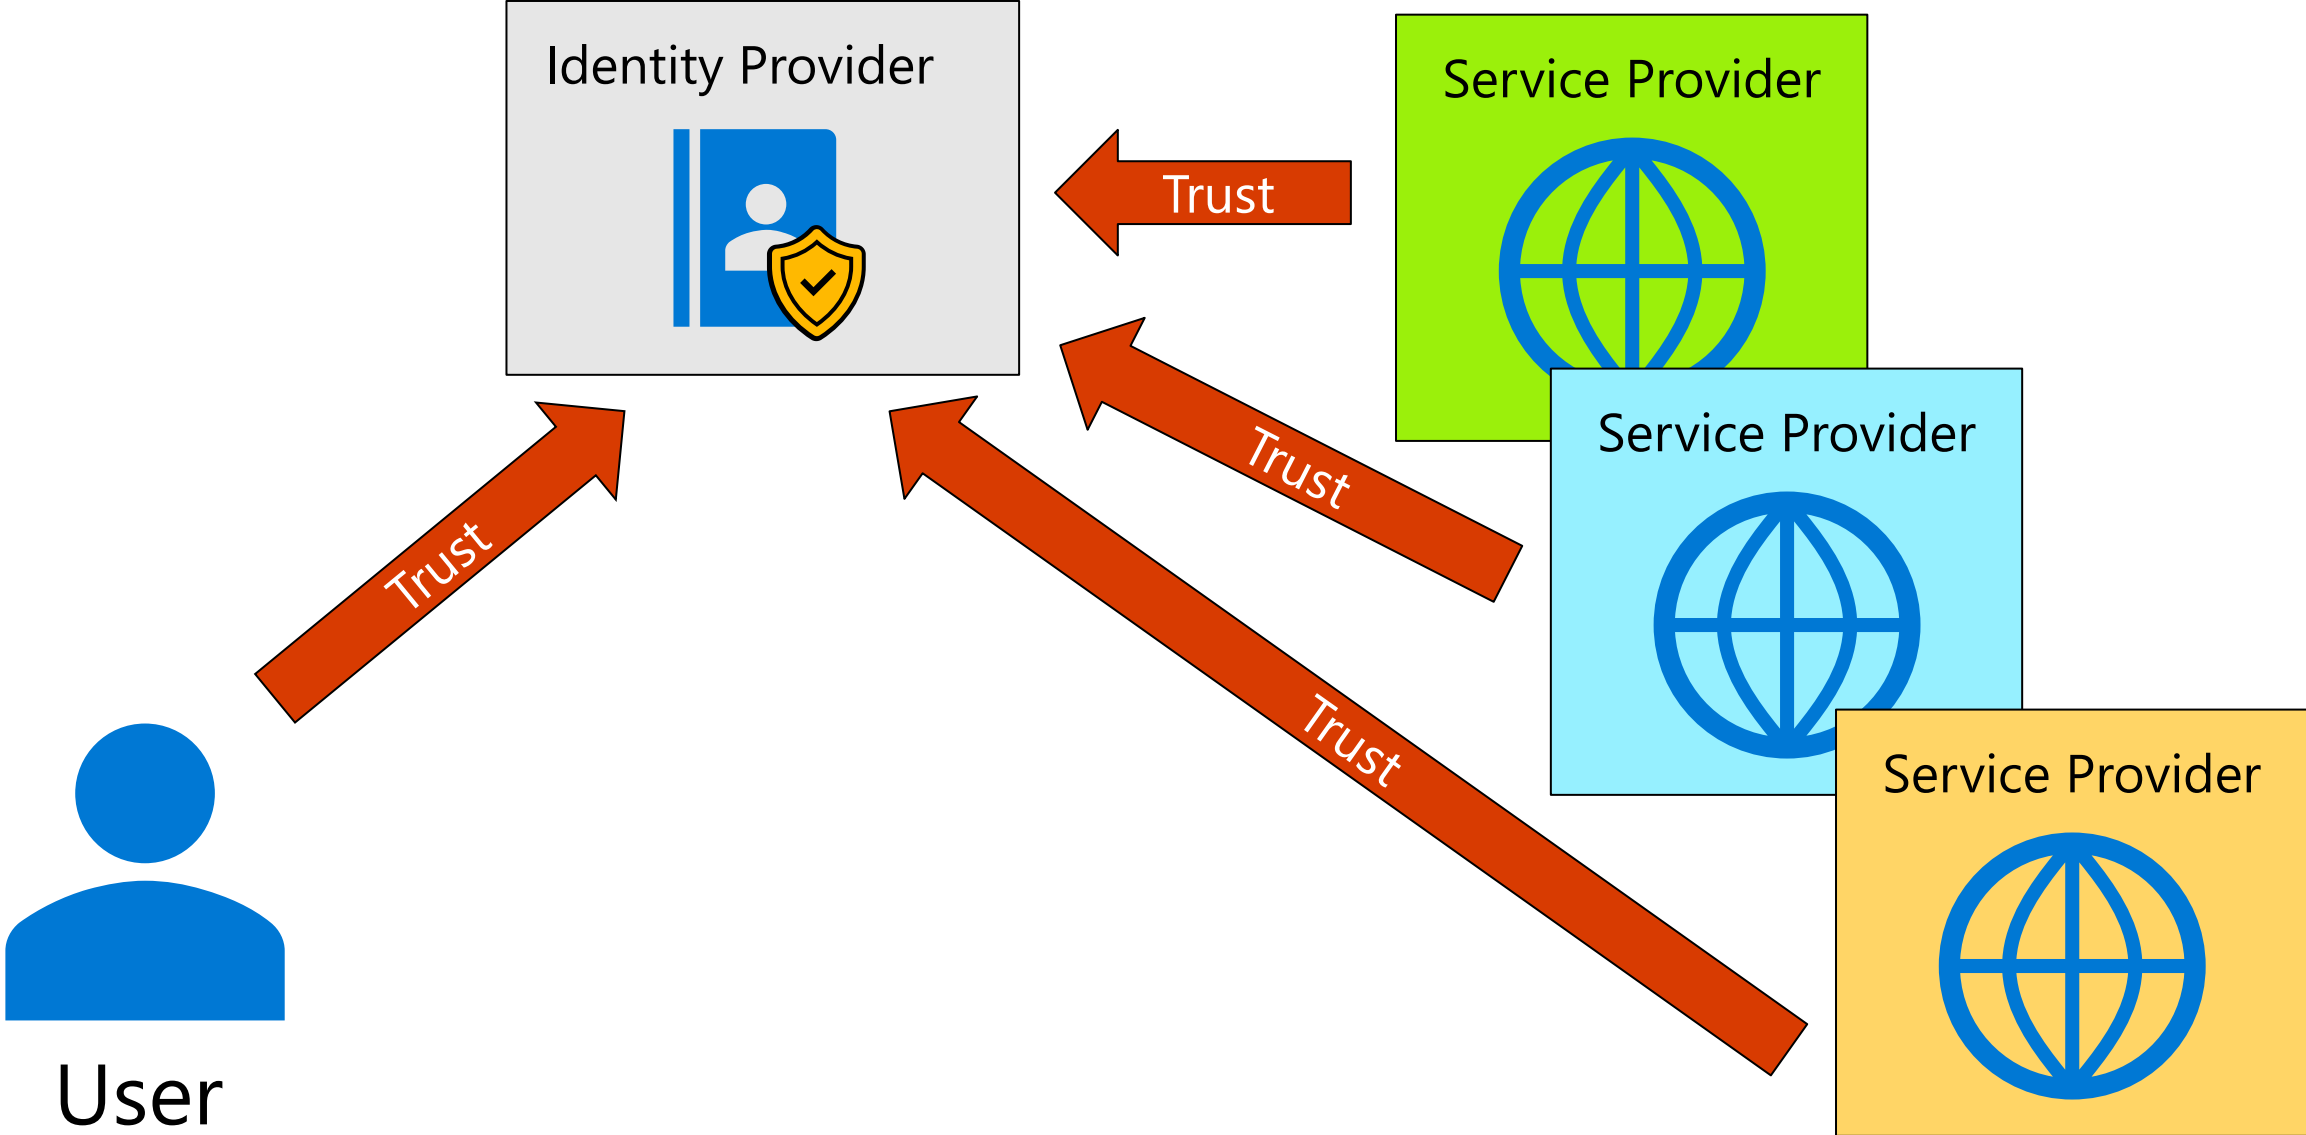 Identity Provider
Service Provider
Trust
Service Provider
Trust
Trust
Trust
Service Provider
User